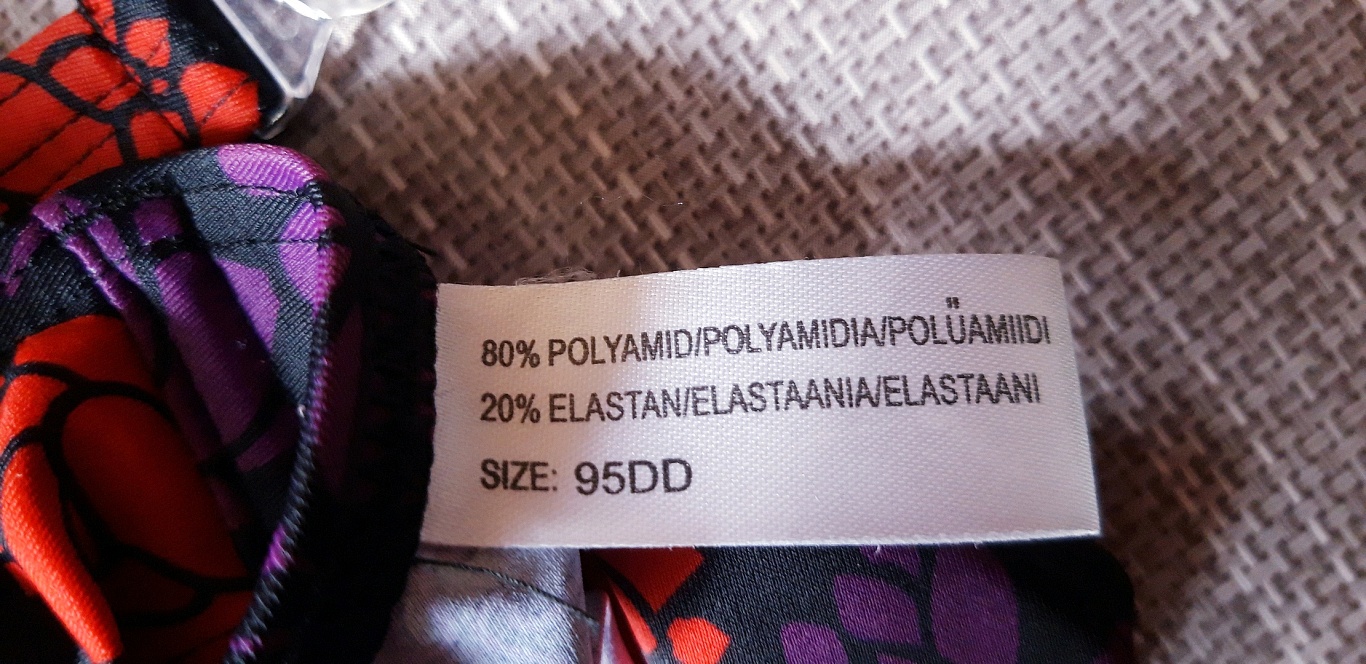 80% POLYAMID/POLYAMIDIA/POLÜAMIIDI
20% ELASTAN/ELASTAANIA/ELASTAANI
SIZE: 95DD